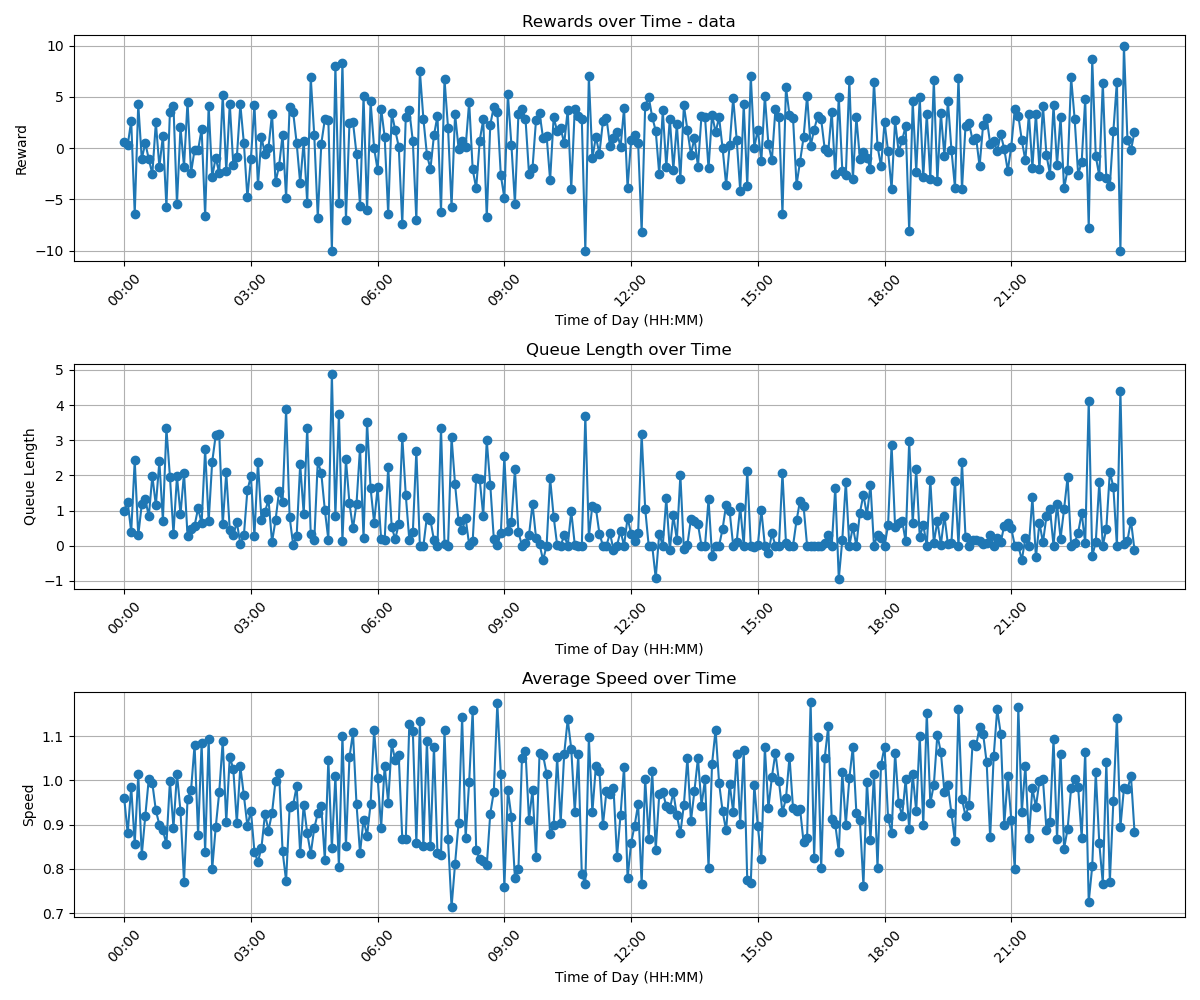 Rewards over Time - data
10
5
0
−5
−10
Reward
00:00 03:00 06:00 09:00 12:00 15:00 18:00 21:00
Time of Day (HH:MM)
Queue Length over Time
5
4
3
2
1
0
−1
Queue Length
00:00 03:00 06:00 09:00 12:00 15:00 18:00 21:00
Time of Day (HH:MM)
Average Speed over Time
1.1
1.0
0.9
0.8
0.7
Speed
00:00 03:00 06:00 09:00 12:00 15:00 18:00 21:00
Time of Day (HH:MM)